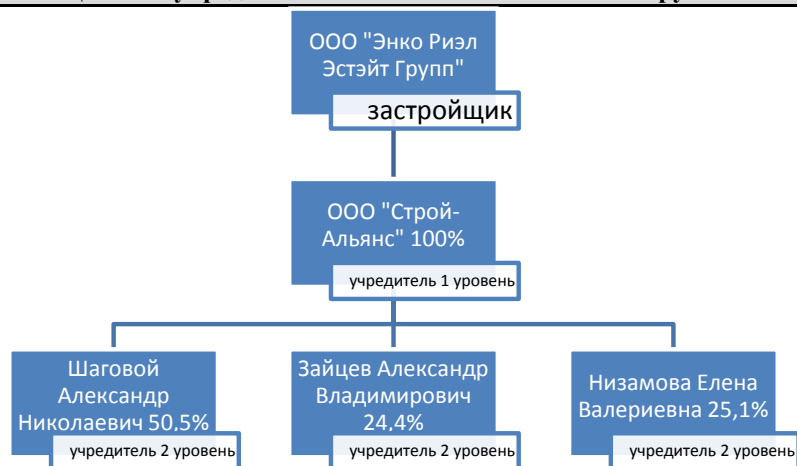 ООО "Энко Риэл
Эстэйт Групп"
застройщик
ООО "Строй-
Альянс" 100%
учредитель 1 уровень
Шаговой
Александр
Николаевич 50,5%
учредитель 2 уровень
Зайцев Александр
Владимирович
24,4%
учредитель 2 уровень
Низамова Елена
Валериевна 25,1%
учредитель 2 уровень